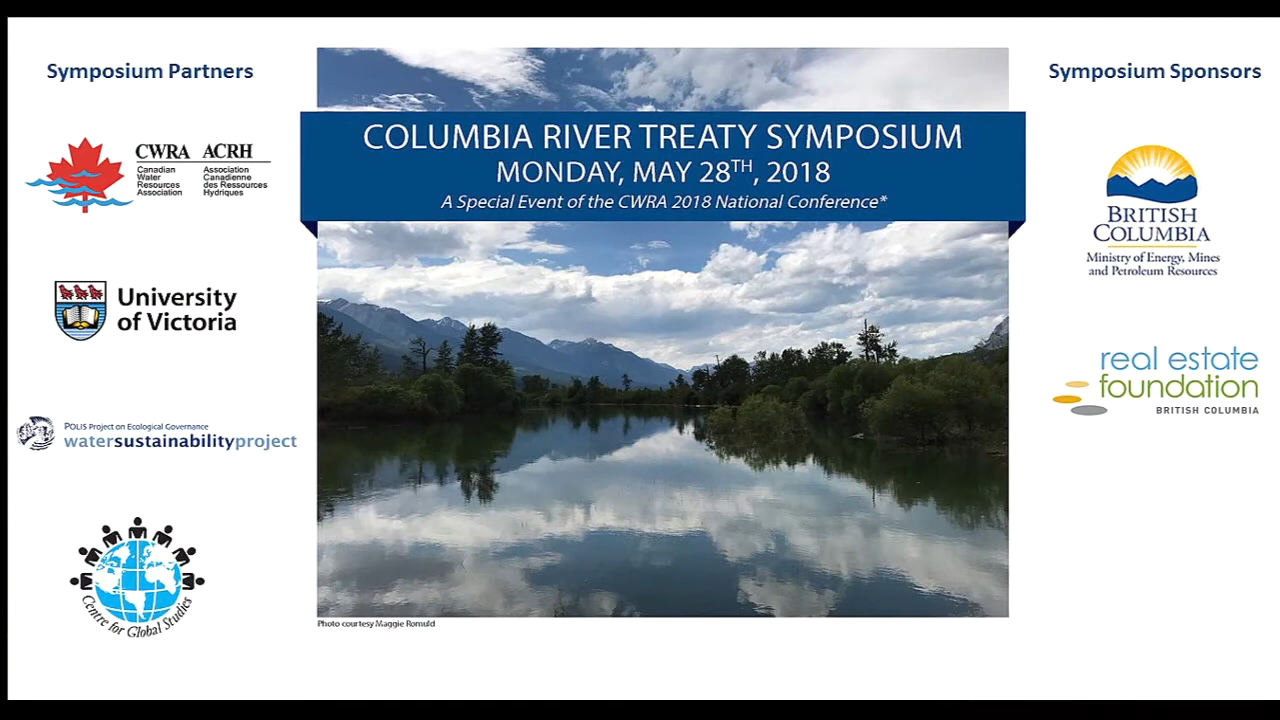 Symposium Partners
CWRA ACRH
Canadian
Water
Resources
Association
Association
Canadienne
des Ressources
Hydriques
University
of Victoria
POLIS Project on Ecological Governance
watersustainabilityproject
Centre for Global Studies
COLUMBIA RIVER TREATY SYMPOSIUM
MONDAY, MAY 28TH, 2018
A Special Event of the CWRA 2018 National Conference*
Photo courtesy Maggie Romuld
Symposium Sponsors
BRITISH
COLUMBIA
Ministry of Energy, Mines
and Petroleum Resources
real estate
foundation
BRITISH COLUMBIA